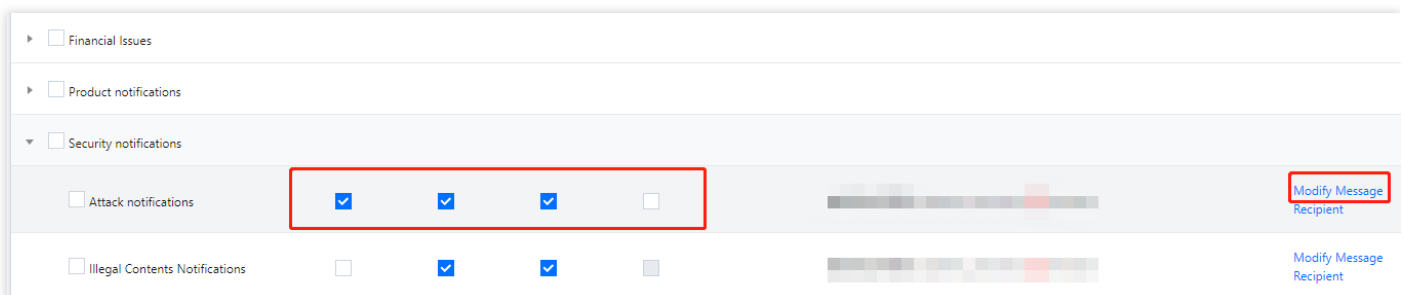 Financial Issues
Product notifications
Security notifications
Attack notifications
Modify Message
Recipient
Illegal Contents Notifications
Modify Message
Recipient